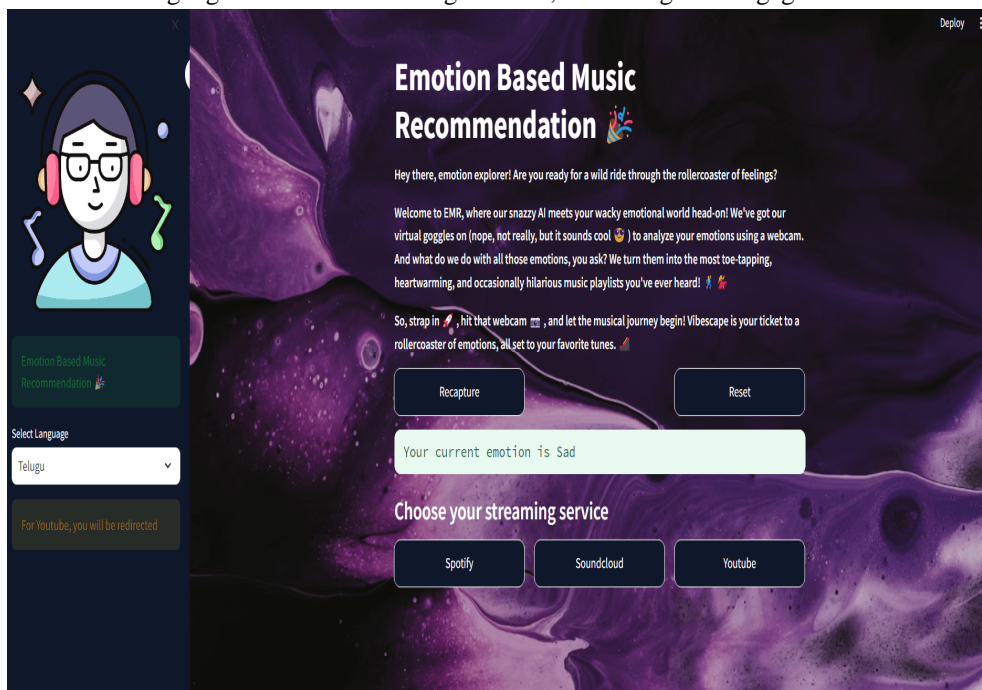 X
Deploy
Emotion Based Music
Recommendation 🎉
Hey there, emotion explorer! Are you ready for a wild ride through the rollercoaster of feelings?
Welcome to EMR, where our snazzy AI meets your wacky emotional world head-on! We've got our
virtual goggles on (nope, not really, but it sounds cool 😎 ) to analyze your emotions using a webcam.
And what do we do with all those emotions, you ask? We turn them into the most toe-tapping,
heartwarming, and occasionally hilarious music playlists you've ever heard! 🕺 💃
So, strap in 🚀 , hit that webcam 📷 , and let the musical journey begin! Vibescape is your ticket to a
rollercoaster of emotions, all set to your favorite tunes. 🎢
Recapture
Reset
Your current emotion is Sad
Choose your streaming service
Spotify
Soundcloud
Youtube
Emotion Based Music
Recommendation 🎉
Select Language
Telugu
For Youtube, you will be redirected